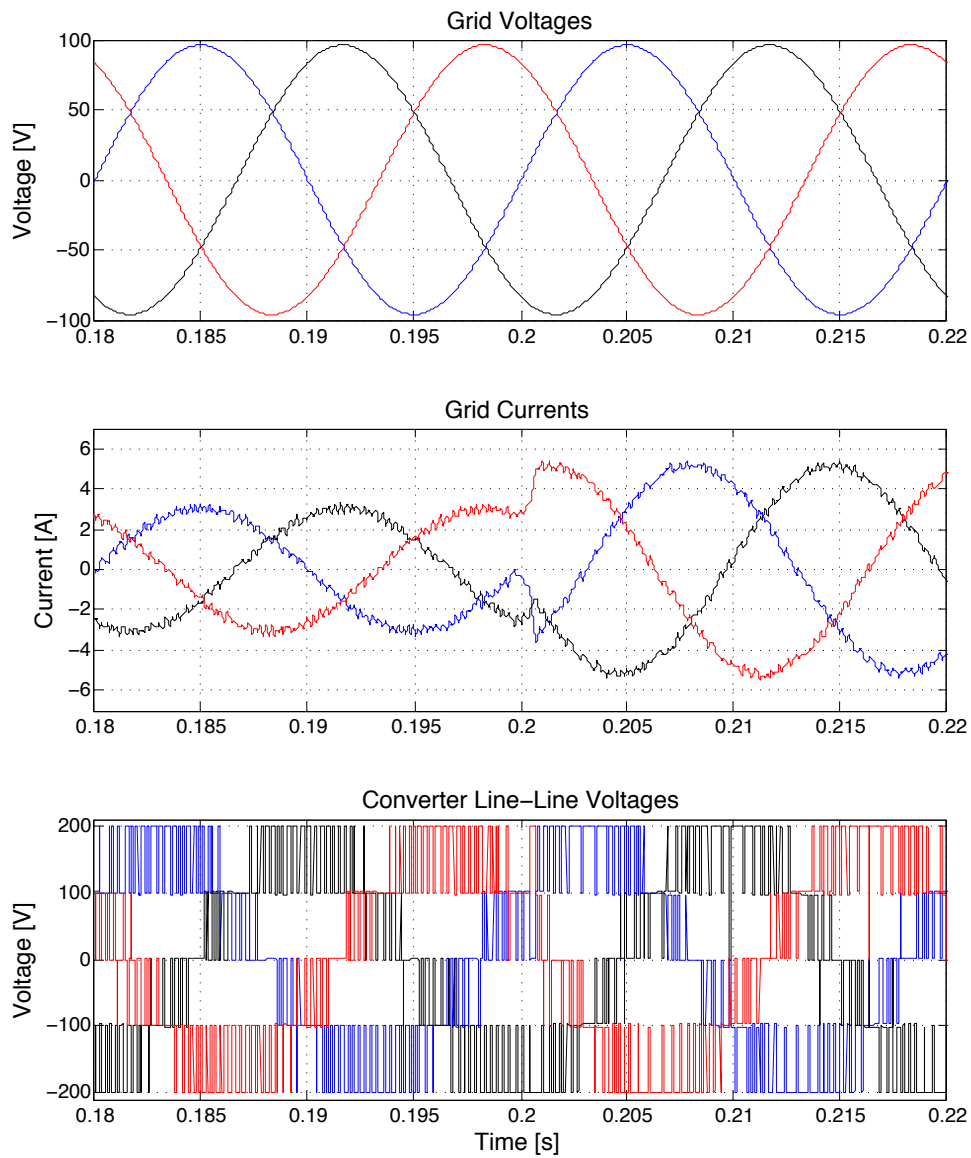 Grid Voltages
100
50
0
−50
−100
Voltage [V]
0.18 0.185 0.19 0.195 0.2 0.205 0.21 0.215 0.22
Grid Currents
6
4
2
0
−2
−4
−6
Current [A]
0.18 0.185 0.19 0.195 0.2 0.205 0.21 0.215 0.22
Converter Line−Line Voltages
200
100
0
−100
−200
Voltage [V]
0.18 0.185 0.19 0.195 0.2 0.205 0.21 0.215 0.22
Time [s]